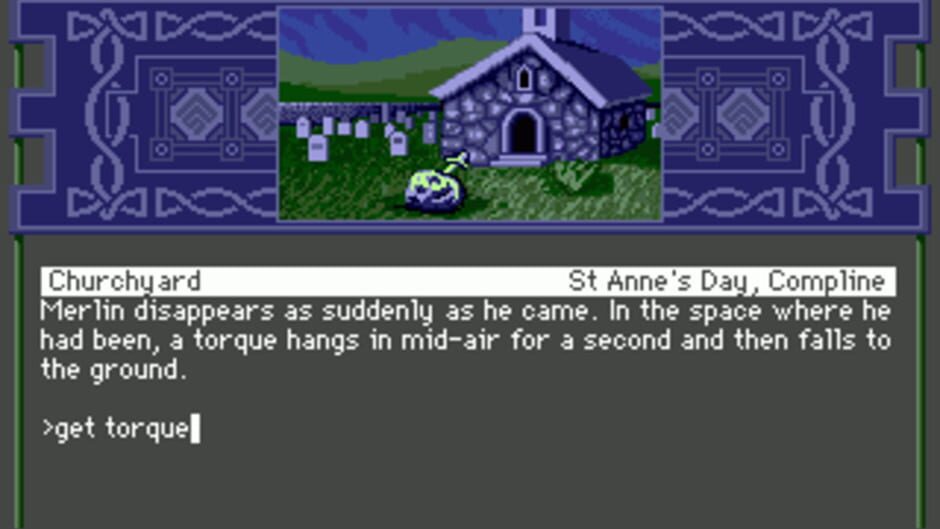 Churchyard St Anne's Day, Compline
Merlin disappears as suddenly as he came. In the space where he
had been, a torque hangs in mid-air for a second and then falls to
the ground.
>get torque